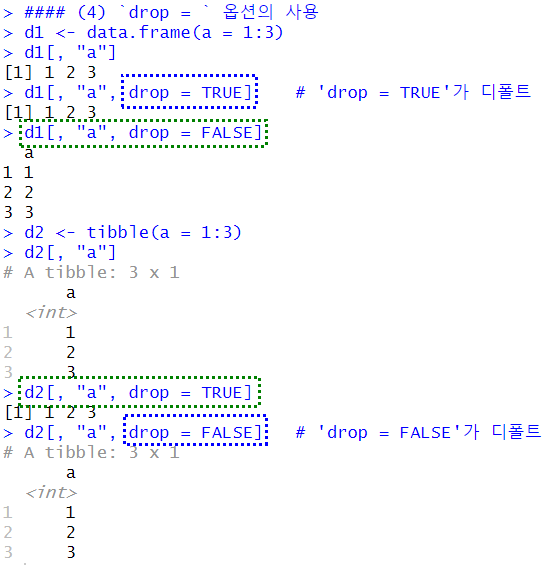 > #### (4) `drop = ` 옵션의 사용
> d1 <- data.frame(a = 1:3)
> d1[, "a"]
[1] 1 2 3
> d1[, "a", drop = TRUE]    # 'drop = TRUE'가 디폴트
[1] 1 2 3
> d1[, "a", drop = FALSE]
  a
1 1
2 2
3 3
> d2 <- tibble(a = 1:3)
> d2[, "a"]
# A tibble: 3 x 1
      a
  <int>
1     1
2     2
3     3
> d2[, "a", drop = TRUE]
[1] 1 2 3
> d2[, "a", drop = FALSE]   # 'drop = FALSE'가 디폴트
# A tibble: 3 x 1
      a
  <int>
1     1
2     2
3     3